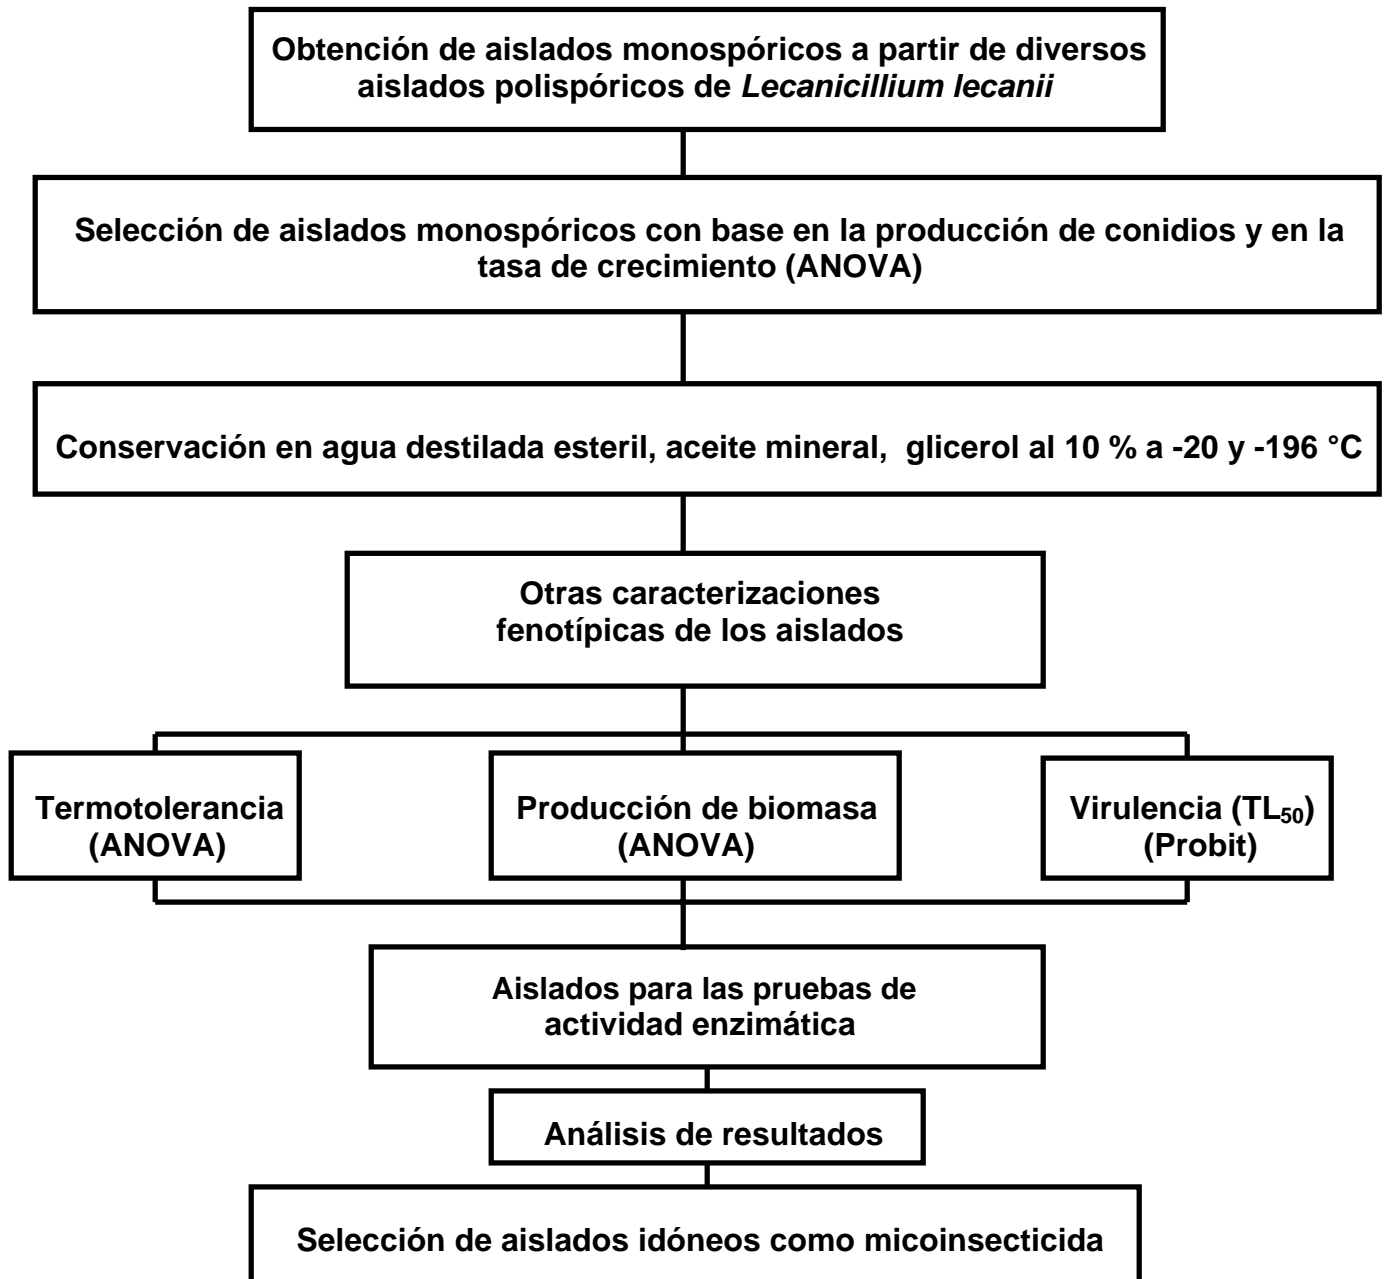 Obtención de aislados monospóricos a partir de diversos
aislados polispóricos de Lecanicillium lecanii
Selección de aislados monospóricos con base en la producción de conidios y en la
tasa de crecimiento (ANOVA)
Conservación en agua destilada esteril, aceite mineral, glicerol al 10 % a -20 y -196 °C
Otras caracterizaciones
fenotípicas de los aislados
Termotolerancia
(ANOVA)
Producción de biomasa
(ANOVA)
Virulencia (TL₅₀)
(Probit)
Aislados para las pruebas de
actividad enzimática
Análisis de resultados
Selección de aislados idóneos como micoinsecticida